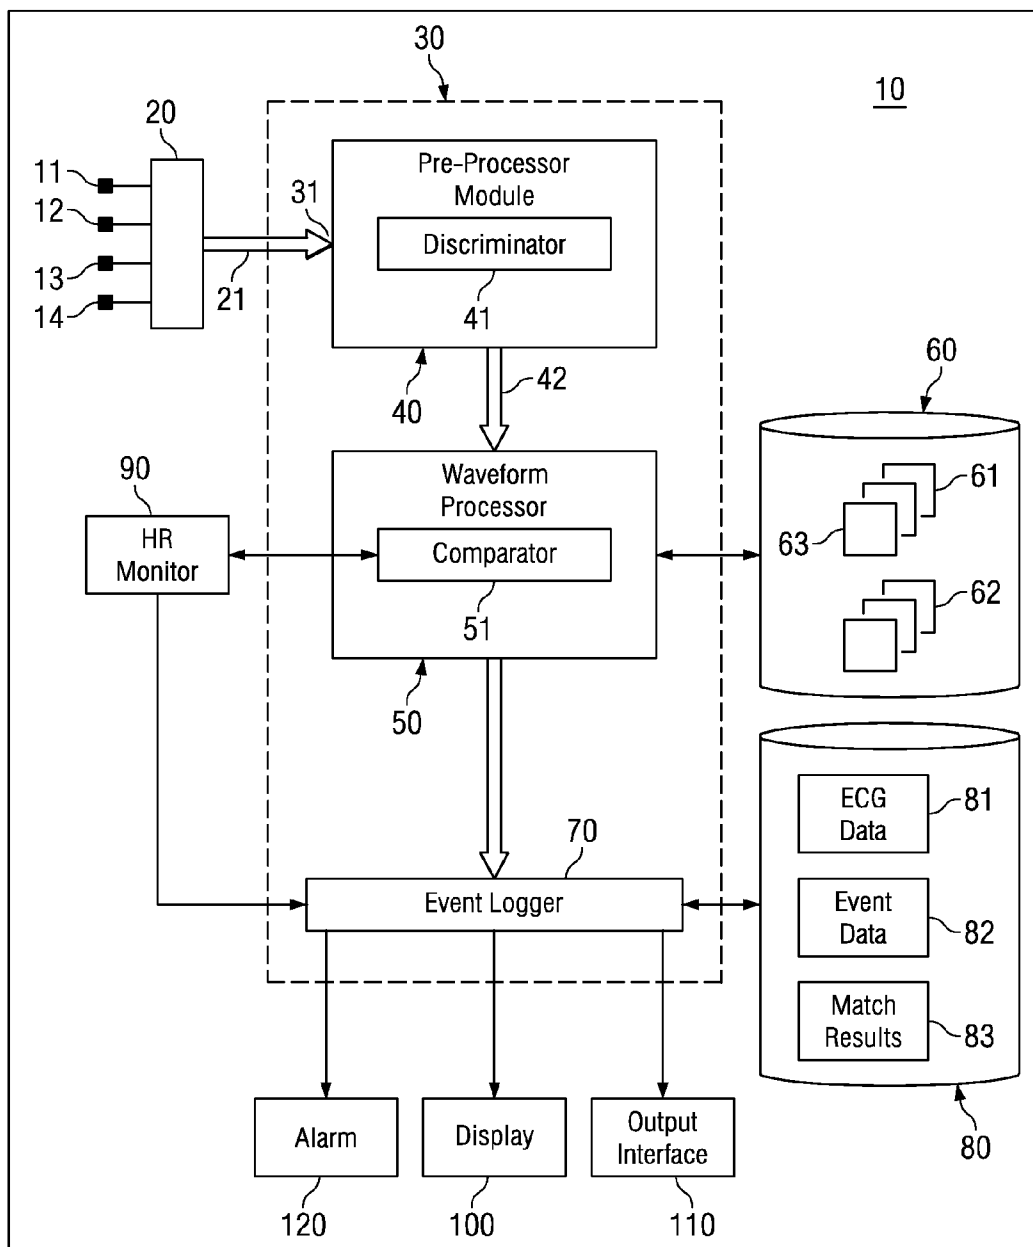 30
10
20
11
12
13
14
21
31
Pre-Processor
Module
Discriminator
41
40
42
60
61
63
62
90
HR
Monitor
Waveform
Processor
Comparator
51
50
70
Event Logger
ECG
Data
81
Event
Data
82
Match
Results
83
80
Alarm
120
Display
100
Output
Interface
110